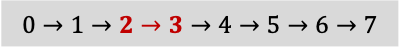 0 → 1 → 2 → 3 → 4 → 5 → 6 → 7